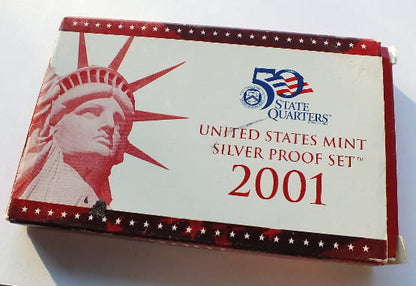 50
STATE
QUARTERS
UNITED STATES MINT
SILVER PROOF SET™
2001